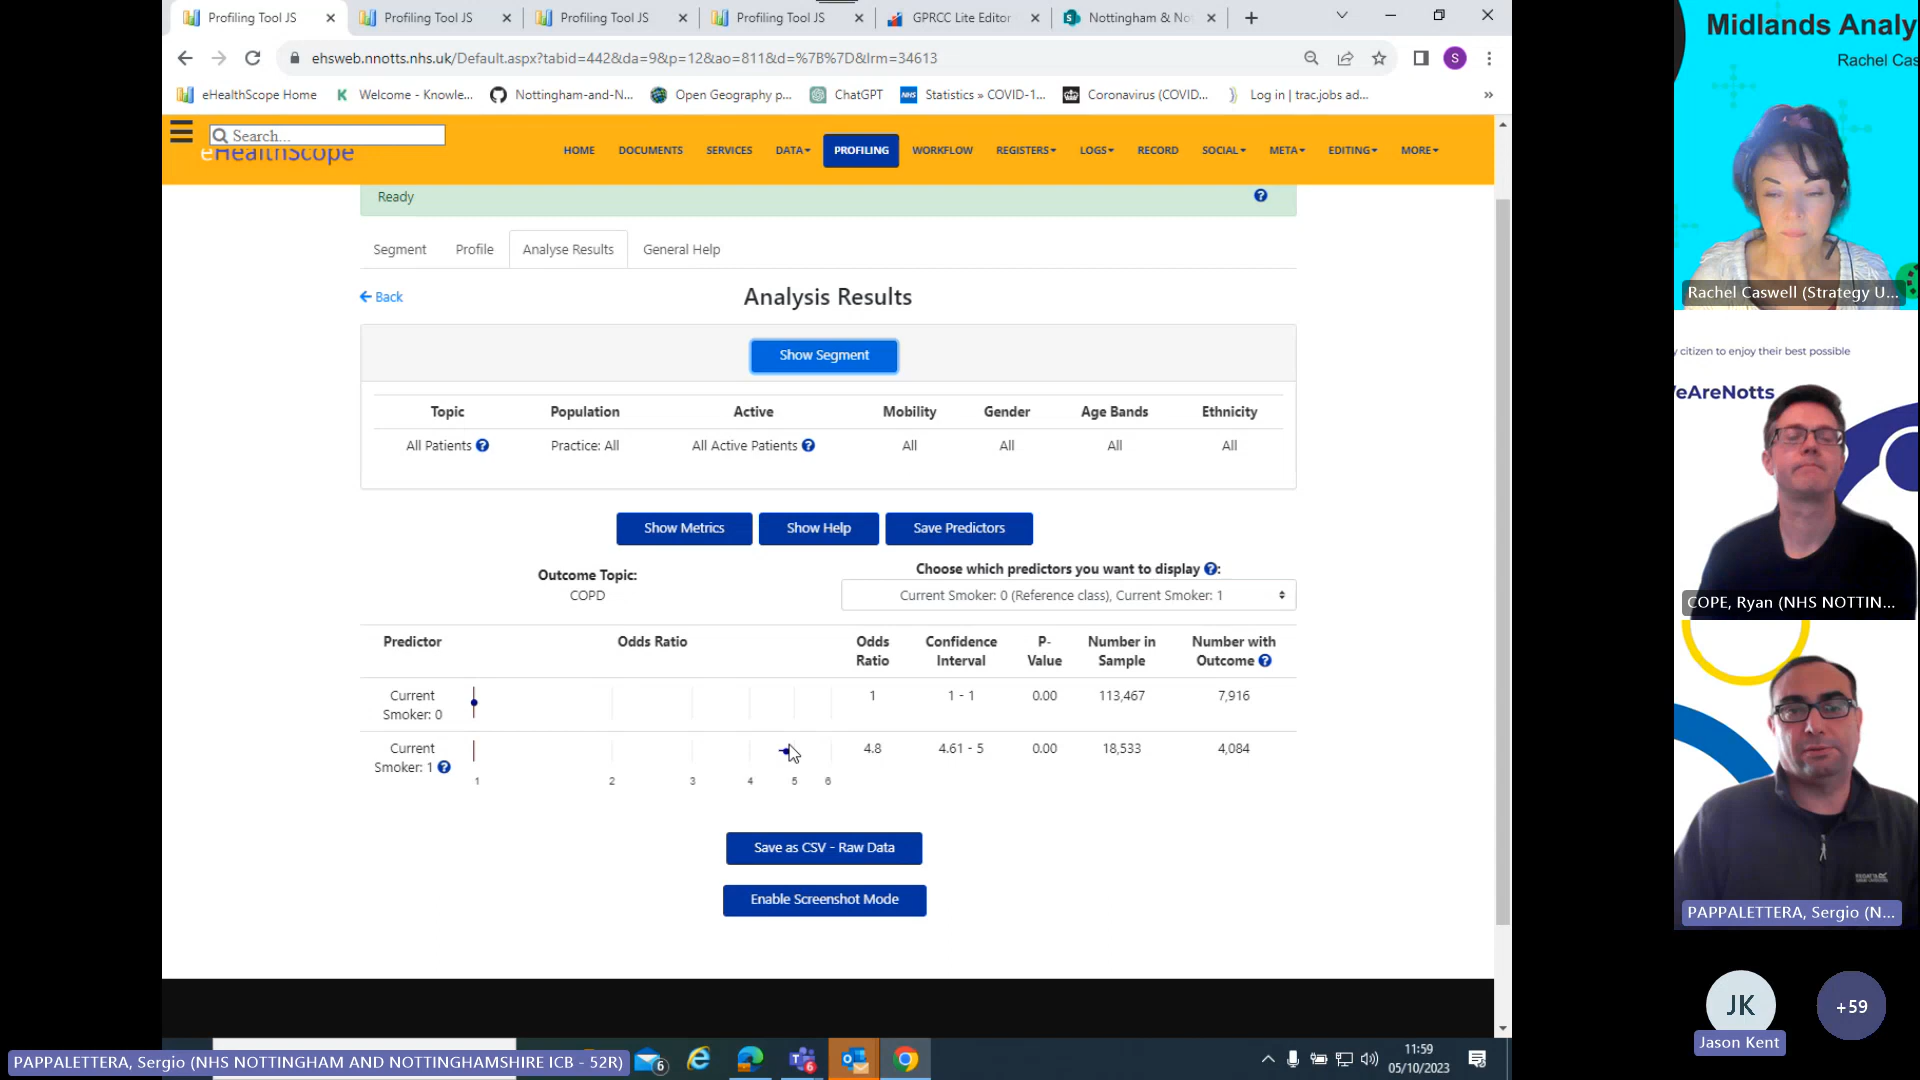 Profiling Tool JS
Profiling Tool JS
Profiling Tool JS
Profiling Tool JS
GPRCC Lite Editor
Nottingham & No
ehsweb.nnotts.nhs.uk/Default.aspx?tabid=442&da=9&p=12&ao=811&d=%7B%7D&lrm=34613
S
eHealthScope Home
Welcome - Knowle...
Nottingham-and-N...
Open Geography p...
ChatGPT
Statistics » COVID-1...
Coronavirus (COVID...
Log in | trac.jobs ad...
»
Search...
eHealthScope
HOME
DOCUMENTS
SERVICES
DATA
PROFILING
WORKFLOW
REGISTERS
LOGS
RECORD
SOCIAL
META
EDITING
MORE
Ready
Segment
Profile
Analyse Results
General Help
Back
Analysis Results
Show Segment
Topic Population Active Mobility Gender Age Bands Ethnicity
All Patients Practice: All All Active Patients All All All All
Show Metrics
Show Help
Save Predictors
Outcome Topic:
COPD
Choose which predictors you want to display :
Current Smoker: 0 (Reference class), Current Smoker: 1
Predictor Odds Ratio Odds Ratio Confidence Interval P-Value Number in Sample Number with Outcome
Current Smoker: 0 1 1 - 1 0.00 113,467 7,916
Current Smoker: 1 4.8 4.61 - 5 0.00 18,533 4,084
1 2 3 4 5 6
Save as CSV - Raw Data
Enable Screenshot Mode
PAPPALETTERA, Sergio (NHS NOTTINGHAM AND NOTTINGHAMSHIRE ICB - 52R)
6
6
11:59
05/10/2023
Midlands Analy
Rachel Cas
Rachel Caswell (Strategy U...
y citizen to enjoy their best possible
eAreNotts
COPE, Ryan (NHS NOTTIN...
REGATTA
PAPPALETTERA, Sergio (N...
JK
+59
Jason Kent